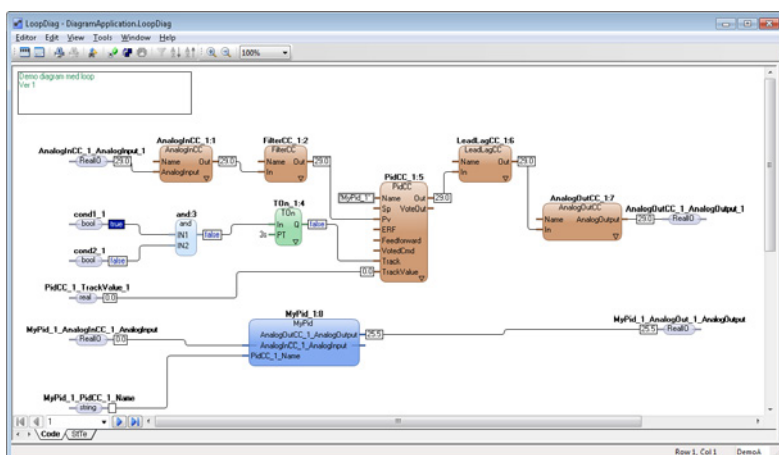 LoopDiag - DiagramApplication.LoopDiag
Editor Edit View Tools Window Help
100%
Demo diagram med loop
Ver 1
AnalogInCC_1_AnalogInput_1
RealIO 29.0
AnalogInCC_1:1
AnalogInCC
Name Out 29.0
AnalogInput
FilterCC_1:2
FilterCC
Name Out 29.0
In
PidCC_1:5
PidCC
"MyPid_1" Name Out 29.0
Sp VoteOut
Pv
ERF
Feedforward
VotedCmd
Track
0.0 TrackValue
LeadLagCC_1:6
LeadLagCC
Name Out 29.0
In
AnalogOutCC_1:7
AnalogOutCC
Name AnalogOutput 29.0
In
AnalogOutCC_1_AnalogOutput_1
RealIO
cond1_1
bool true
cond2_1
bool false
and:3
and
IN1 false
IN2
TOn_1:4
TOn
In Q false
3s PT
PidCC_1_TrackValue_1
real 0.0
MyPid_1_AnalogInCC_1_AnalogInput
RealIO 0.0
MyPid_1:8
MyPid
AnalogOutCC_1_AnalogOutput 25.5
AnalogInCC_1_AnalogInput
PidCC_1_Name
MyPid_1_AnalogOut_1_AnalogOutput
25.5 RealIO
MyPid_1_PidCC_1_Name
string
1
Code
Row 1, Col 1 DemoA